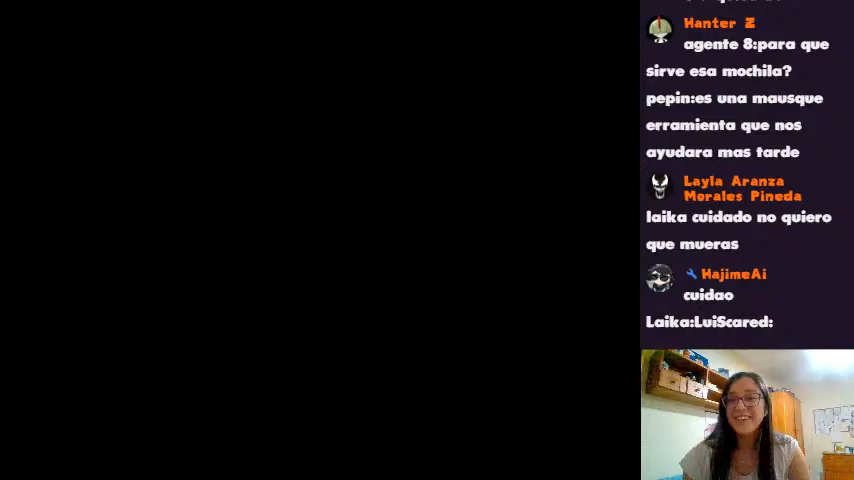 Hanter Z
agente 8:para que
sirve esa mochila?
pepin:es una mausque
erramienta que nos
ayudara mas tarde
Layla Aranza
Morales Pineda
laika cuidado no quiero
que mueras
HajimeAi
cuidao
Laika:LuiScared: